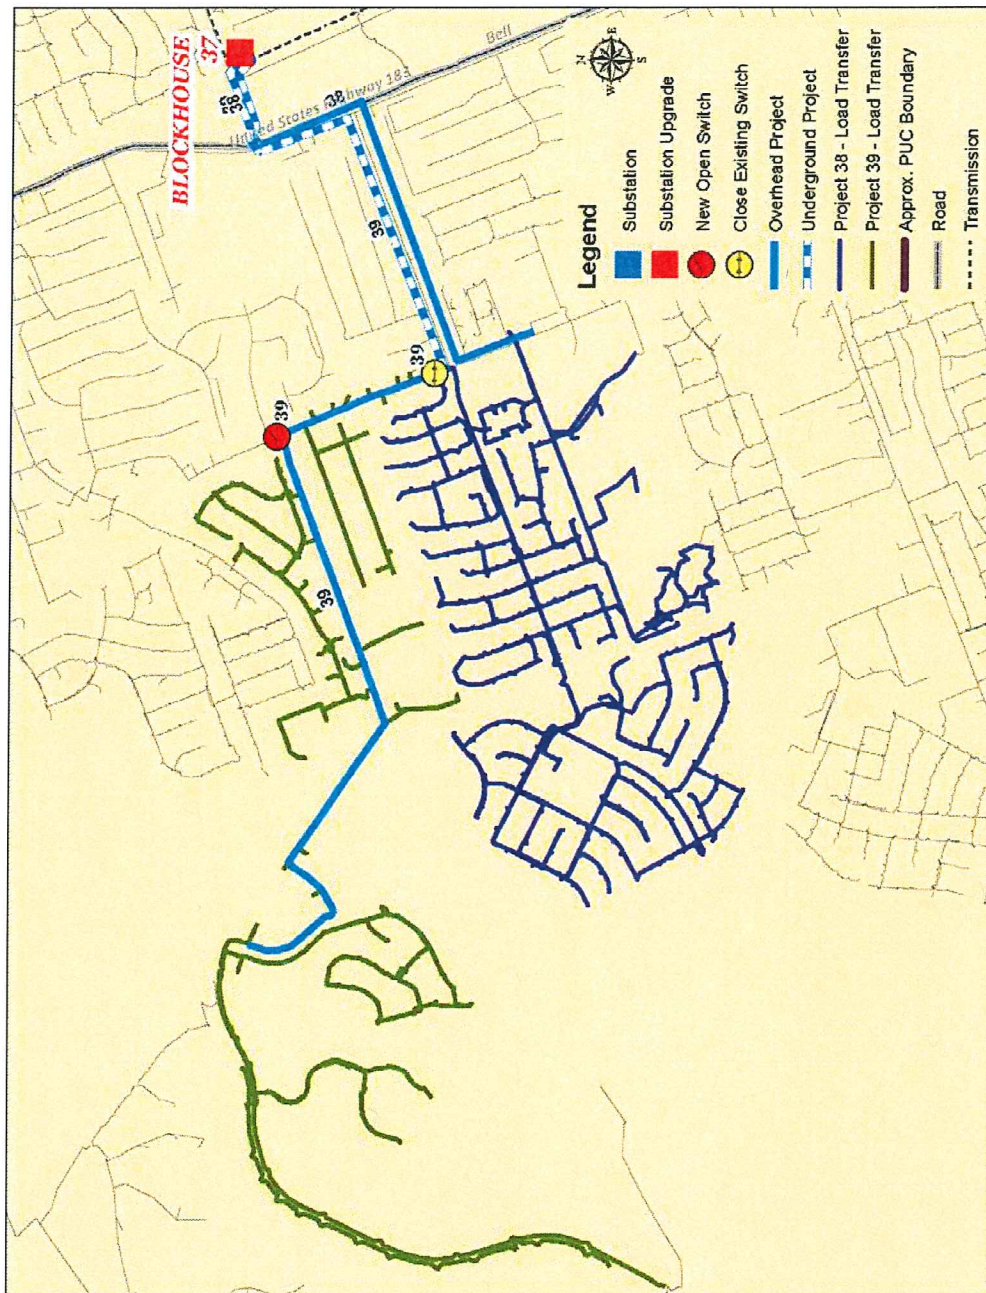 BLOCKHOUSE
37
38
United States Highway 183
Bell
38
39
39
39
39
N
E
S
W
Legend
Substation
Substation Upgrade
New Open Switch
Close Existing Switch
Overhead Project
Underground Project
Project 38 - Load Transfer
Project 39 - Load Transfer
Approx. PUC Boundary
Road
Transmission